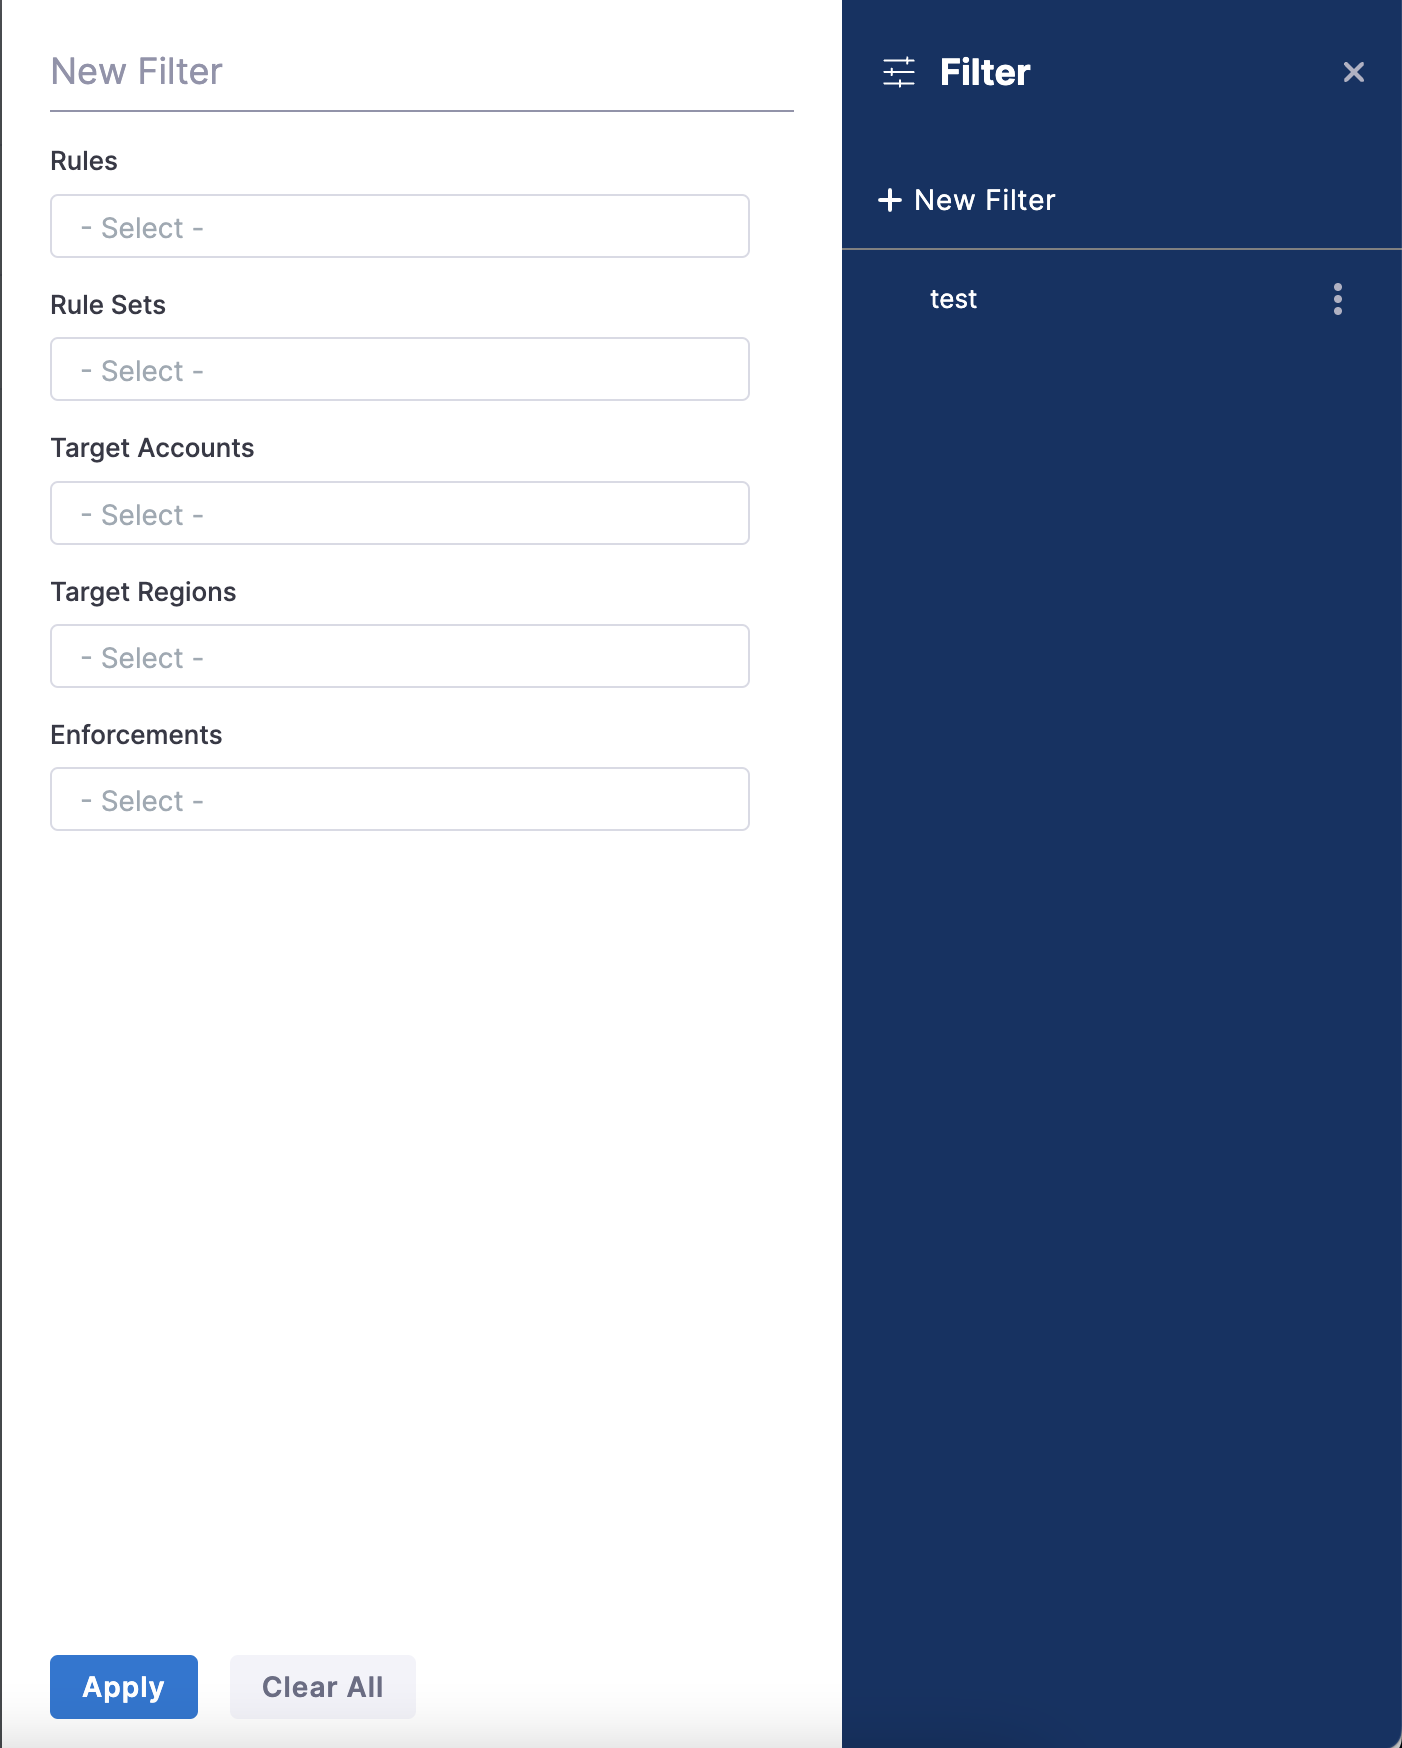 New Filter
Rules
- Select -
Rule Sets
- Select -
Target Accounts
- Select -
Target Regions
- Select -
Enforcements
- Select -
Apply
Clear All
Filter
New Filter
test